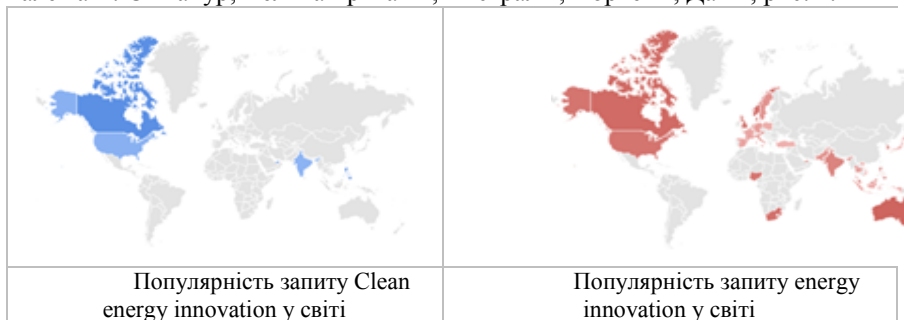 Популярність запиту Clean
energy innovation у світі
Популярність запиту energy
innovation у світі